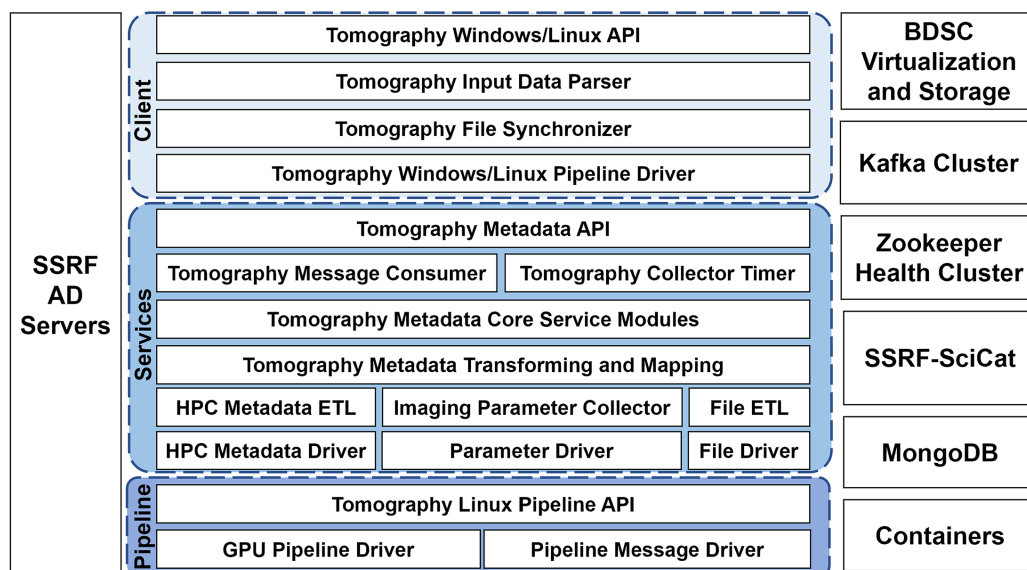 SSRF
AD
Servers
Client
Tomography Windows/Linux API
Tomography Input Data Parser
Tomography File Synchronizer
Tomography Windows/Linux Pipeline Driver
Services
Tomography Metadata API
Tomography Message Consumer
Tomography Collector Timer
Tomography Metadata Core Service Modules
Tomography Metadata Transforming and Mapping
HPC Metadata ETL
Imaging Parameter Collector
File ETL
HPC Metadata Driver
Parameter Driver
File Driver
Pipeline
Tomography Linux Pipeline API
GPU Pipeline Driver
Pipeline Message Driver
BDSC
Virtualization
and Storage
Kafka Cluster
Zookeeper
Health Cluster
SSRF-SciCat
MongoDB
Containers